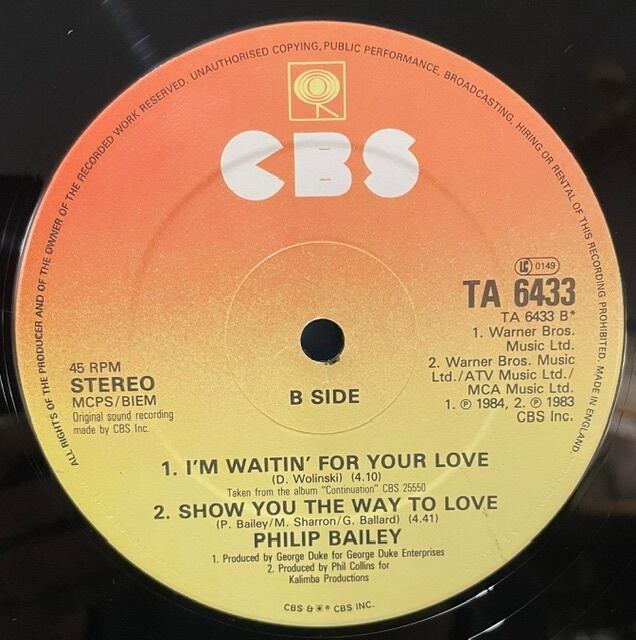 ALL RIGHTS OF THE PRODUCER AND OF THE OWNER OF THE RECORDED WORK RESERVED. UNAUTHORISED COPYING, PUBLIC PERFORMANCE, BROADCASTING, HIRING OR RENTAL OF THIS RECORDING PROHIBITED. MADE IN ENGLAND.
CBS
LC 0149
TA 6433
TA 6433 B*
1. Warner Bros.
Music Ltd.
2. Warner Bros. Music
Ltd./ATV Music Ltd./
MCA Music Ltd.
1. ℗ 1984, 2. ℗ 1983
CBS Inc.
45 RPM
STEREO
MCPS/BIEM
Original sound recording
made by CBS Inc.
B SIDE
1. I'M WAITIN' FOR YOUR LOVE
(D. Wolinski) (4.10)
Taken from the album "Continuation" CBS 25550
2. SHOW YOU THE WAY TO LOVE
(P. Bailey/M. Sharron/G. Ballard) (4.41)
PHILIP BAILEY
1. Produced by George Duke for George Duke Enterprises
2. Produced by Phil Collins for
Kalimba Productions
CBS & ® CBS INC.